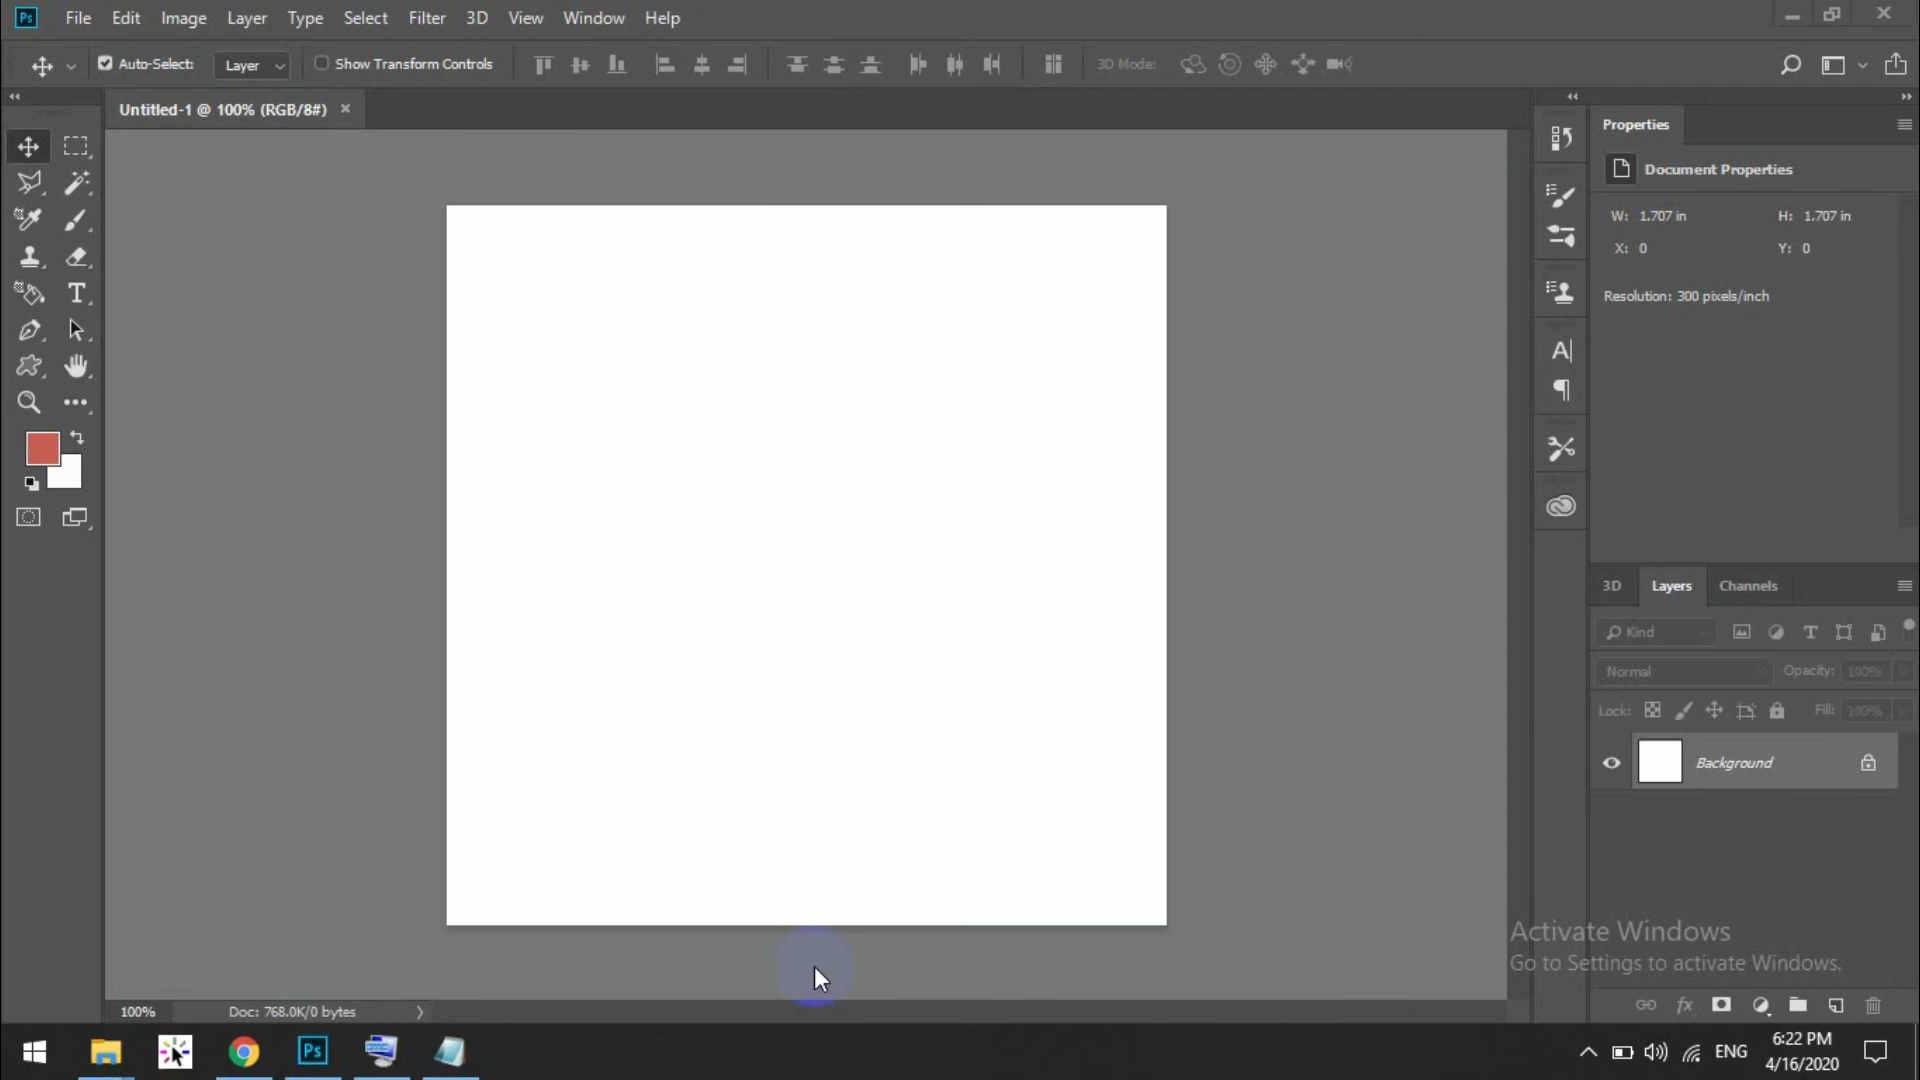 Ps File Edit Image Layer Type Select Filter 3D View Window Help
Auto-Select: Layer Show Transform Controls 3D Mode:
Untitled-1 @ 100% (RGB/8#) ×
Properties
Document Properties
W: 1.707 in H: 1.707 in
X: 0 Y: 0
Resolution: 300 pixels/inch
3D Layers Channels
Kind
Normal Opacity: 100%
Lock: Fill: 100%
Background
Activate Windows
Go to Settings to activate Windows.
100% Doc: 768.0K/0 bytes
Ps
ENG
6:22 PM
4/16/2020